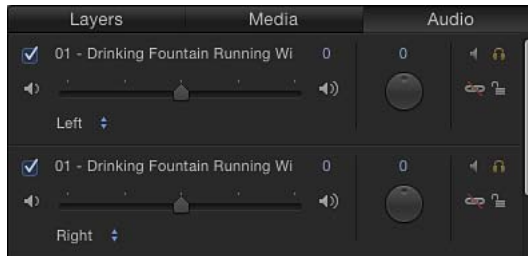 Layers Media Audio
01 - Drinking Fountain Running Wi 0 0
Left
01 - Drinking Fountain Running Wi 0 0
Right